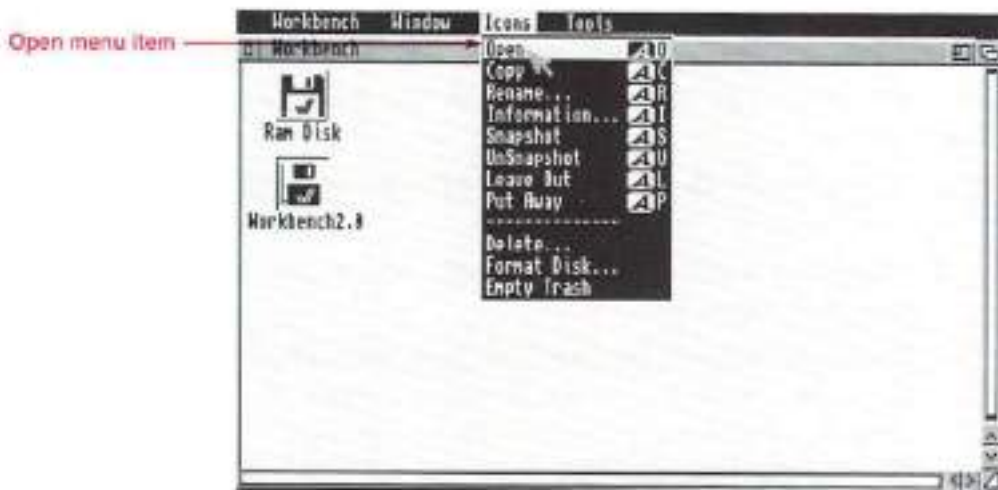 Workbench Window Icons Tools
Open menu item
Workbench
Open A O
Copy A C
Rename... A R
Information... A I
Snapshot A S
UnSnapshot A U
Leave Out A L
Put Away A P
--------------
Delete...
Format Disk...
Empty Trash
Ram Disk
Workbench2.0